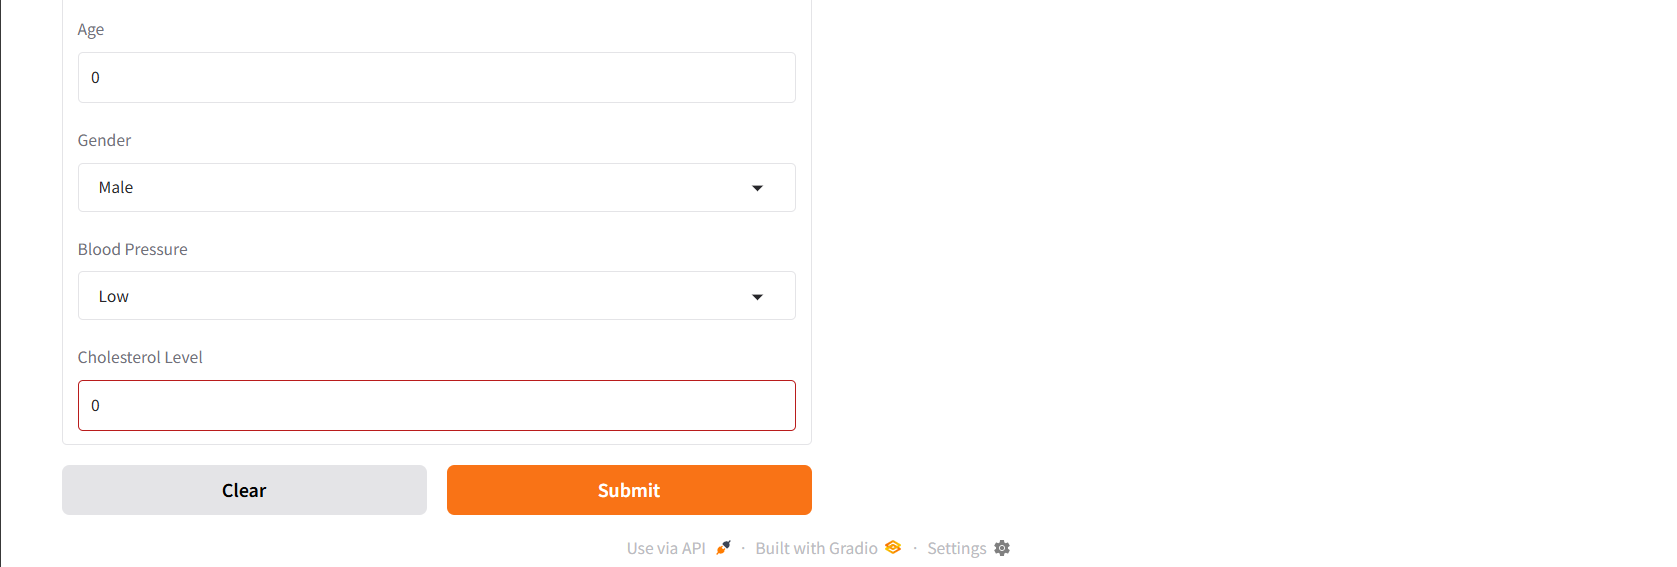 Age
0
Gender
Male
Blood Pressure
Low
Cholesterol Level
0
Clear
Submit
Use via API · Built with Gradio · Settings